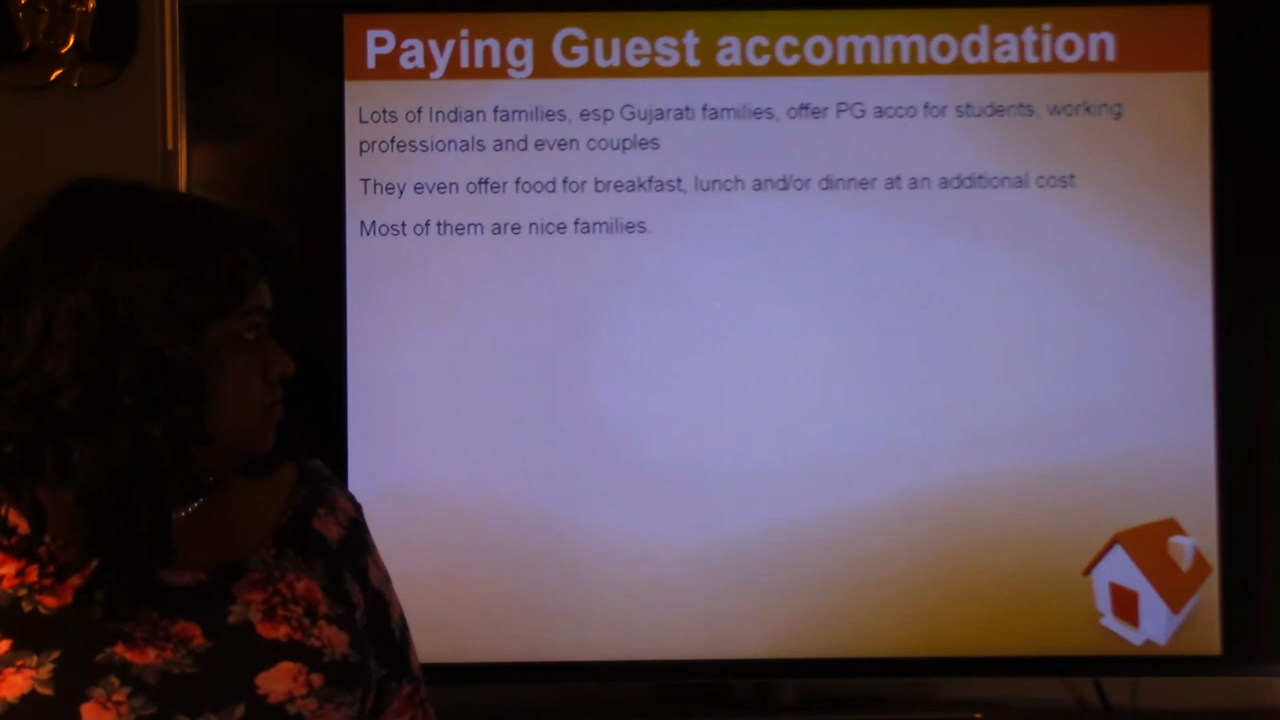 Paying Guest accommodation
Lots of Indian families, esp Gujarati families, offer PG acco for students, working
professionals and even couples
They even offer food for breakfast, lunch and/or dinner at an additional cost
Most of them are nice families.